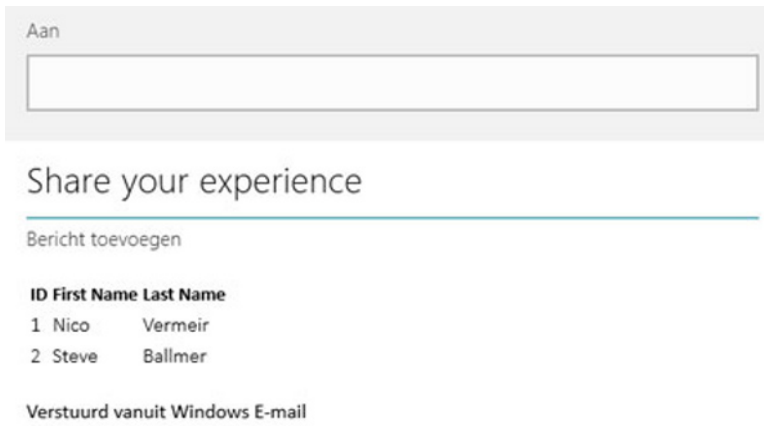 Aan
Share your experience
Bericht toevoegen
ID First Name Last Name
1 Nico Vermeir
2 Steve Ballmer
Verstuurd vanuit Windows E-mail